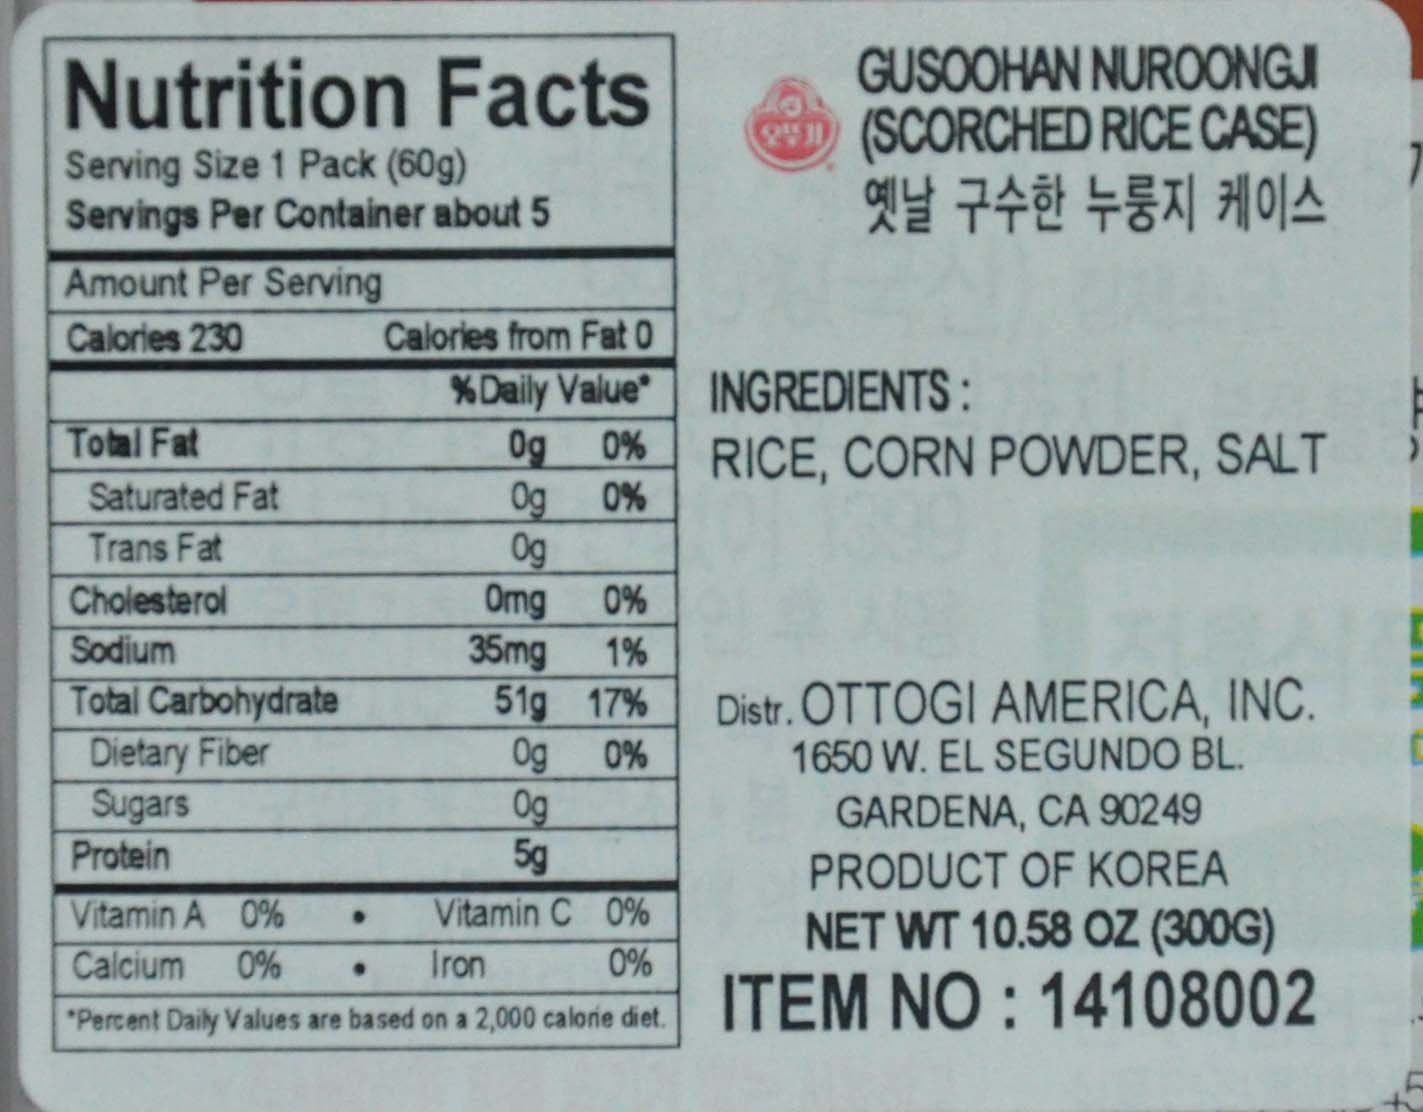 Nutrition Facts
Serving Size 1 Pack (60g)
Servings Per Container about 5
Amount Per Serving
Calories 230 Calories from Fat 0
% Daily Value*
Total Fat 0g 0%
Saturated Fat 0g 0%
Trans Fat 0g
Cholesterol 0mg 0%
Sodium 35mg 1%
Total Carbohydrate 51g 17%
Dietary Fiber 0g 0%
Sugars 0g
Protein 5g
Vitamin A 0% • Vitamin C 0%
Calcium 0% • Iron 0%
*Percent Daily Values are based on a 2,000 calorie diet.
오뚜기
GUSOOHAN NUROONGJI
(SCORCHED RICE CASE)
옛날 구수한 누룽지 케이스
INGREDIENTS :
RICE, CORN POWDER, SALT
Distr. OTTOGI AMERICA, INC.
1650 W. EL SEGUNDO BL.
GARDENA, CA 90249
PRODUCT OF KOREA
NET WT 10.58 OZ (300G)
ITEM NO : 14108002